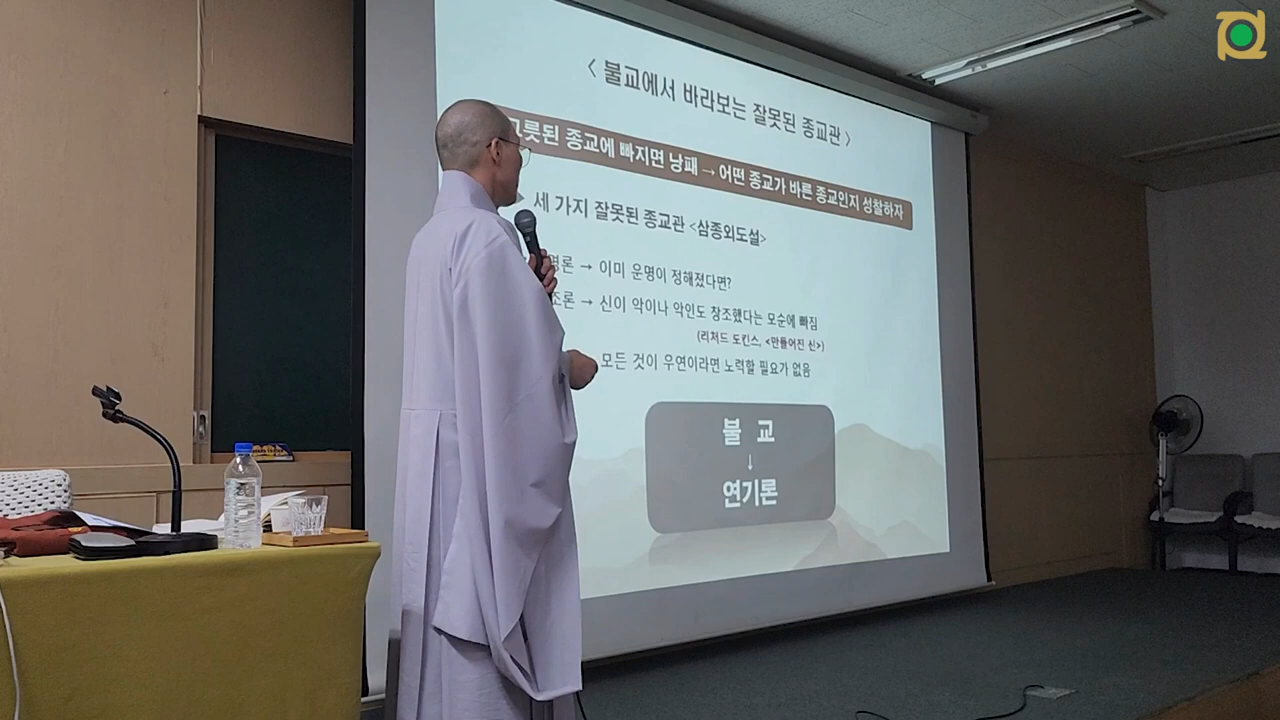 < 불교에서 바라보는 잘못된 종교관 >
그릇된 종교에 빠지면 낭패 → 어떤 종교가 바른 종교인지 성찰하자
세 가지 잘못된 종교관 <삼종외도설>
명론 → 이미 운명이 정해졌다면?
조론 → 신이 악이나 악인도 창조했다는 모순에 빠짐
(리처드 도킨스, <만들어진 신>)
모든 것이 우연이라면 노력할 필요가 없음
불 교
↓
연기론